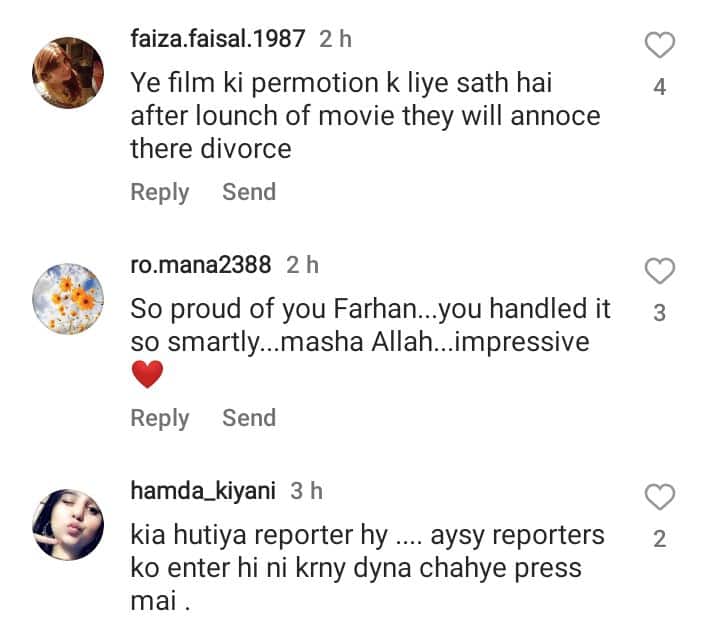 faiza.faisal.1987 2 h
Ye film ki permotion k liye sath hai
4
after lounch of movie they will annoce
there divorce
Reply Send
ro.mana2388 2 h
So proud of you Farhan...you handled it
3
so smartly...masha Allah...impressive
❤️
Reply Send
hamda_kiyani 3 h
kia hutiya reporter hy .... aysy reporters
2
ko enter hi ni krny dyna chahye press
mai .